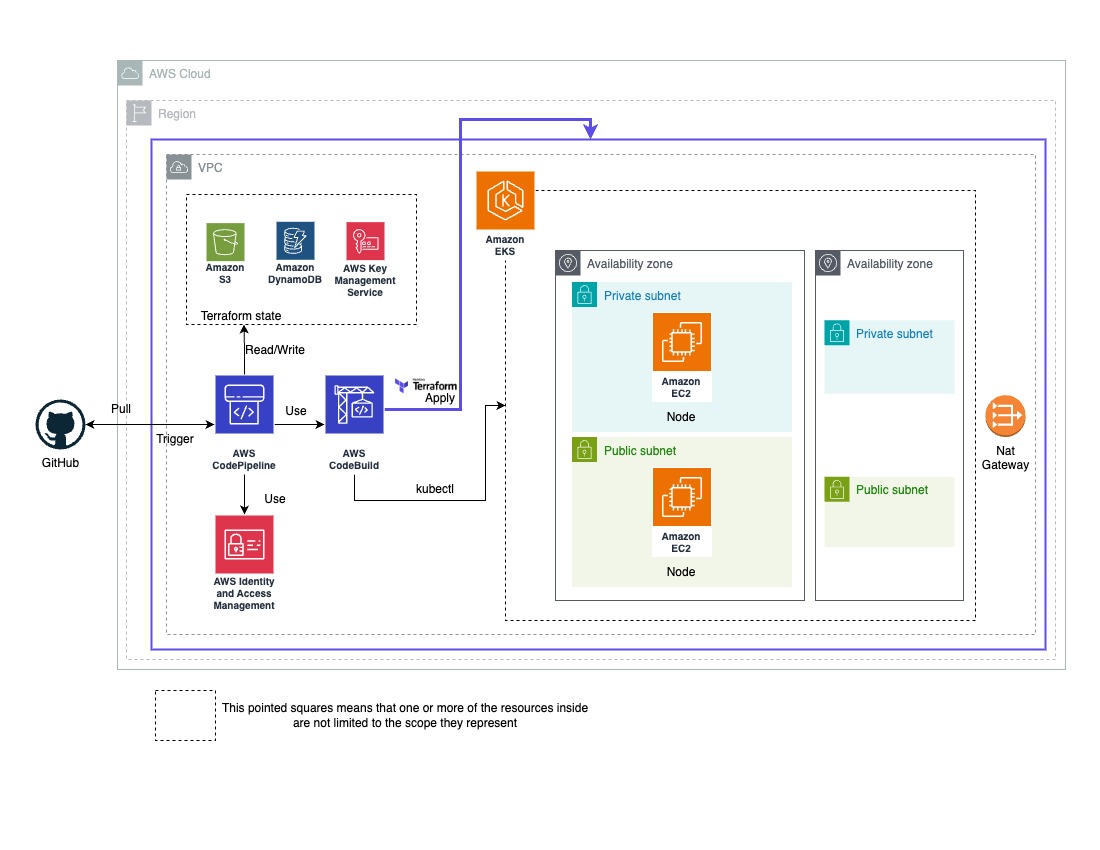 AWS Cloud
Region
VPC
Amazon
S3
Amazon
DynamoDB
AWS Key
Management
Service
Terraform state
Read/Write
Amazon
EKS
Availability zone
Private subnet
Amazon
EC2
Node
Public subnet
Amazon
EC2
Node
Availability zone
Private subnet
Public subnet
Nat
Gateway
Pull
Trigger
GitHub
AWS
CodePipeline
Use
AWS
CodeBuild
Terraform
Apply
kubectl
Use
AWS Identity
and Access
Management
This pointed squares means that one or more of the resources inside
are not limited to the scope they represent